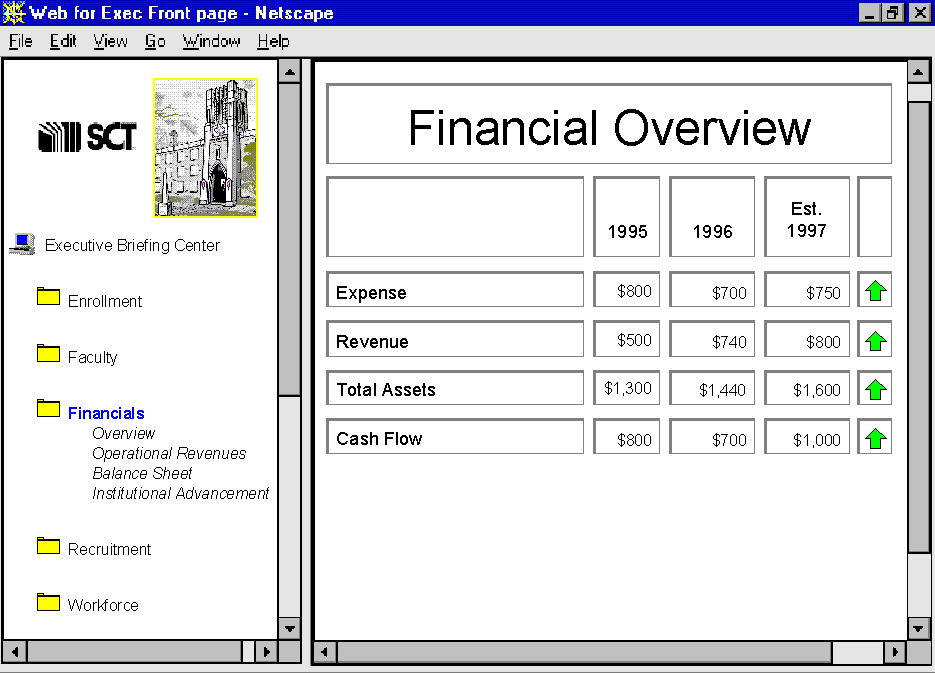 Web for Exec Front page - Netscape
File Edit View Go Window Help
SCT
Executive Briefing Center
Enrollment
Faculty
Financials
Overview
Operational Revenues
Balance Sheet
Institutional Advancement
Recruitment
Workforce
Financial Overview
1995 1996 Est. 1997
Expense $800 $700 $750
Revenue $500 $740 $800
Total Assets $1,300 $1,440 $1,600
Cash Flow $800 $700 $1,000